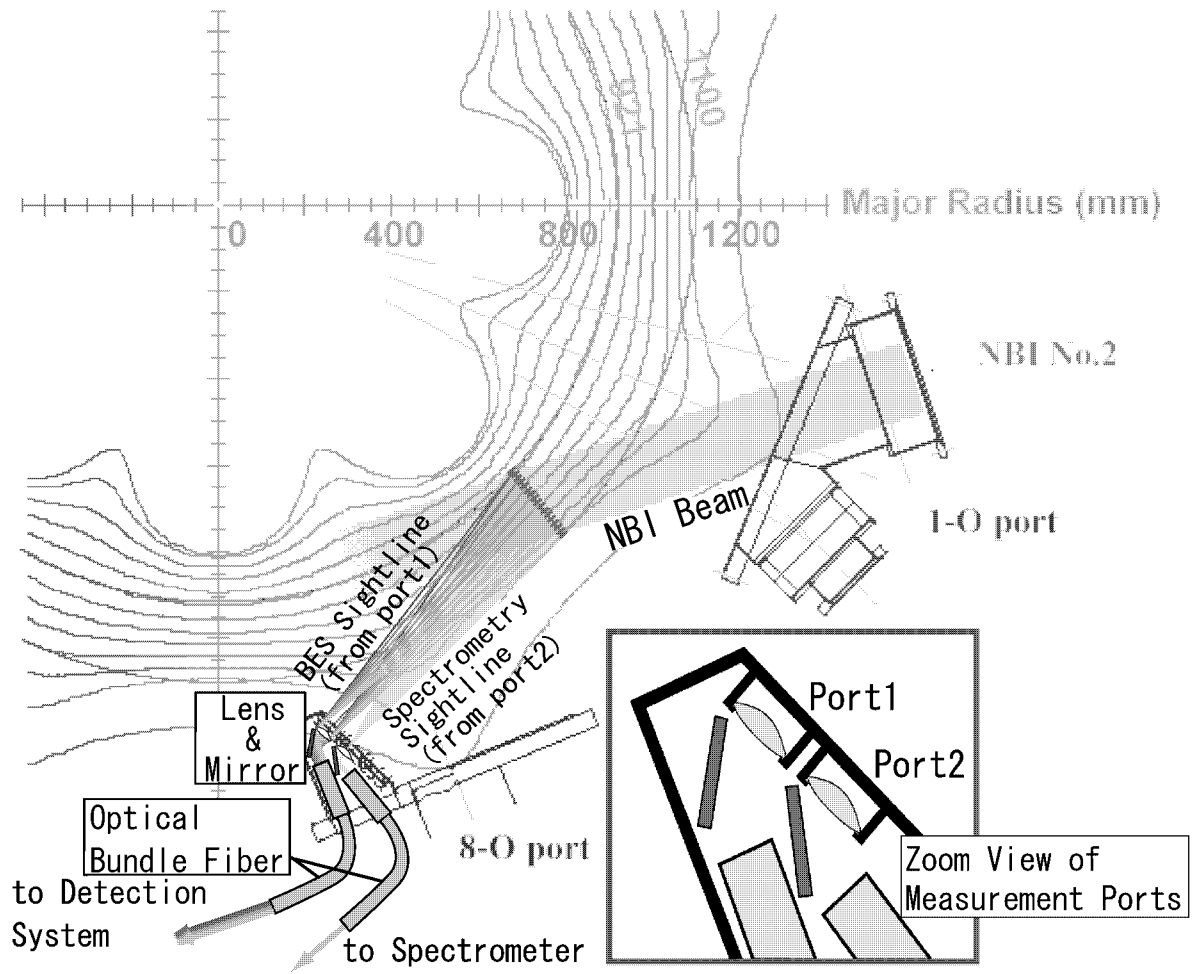 1100
921
Major Radius (mm)
0
400
800
1200
NBI No.2
1-O port
NBI Beam
BES Sightline
(from port1)
Spectrometry
Sightline
(from port2)
Lens
&
Mirror
Optical
Bundle Fiber
8-O port
to Detection
System
to Spectrometer
Port1
Port2
Zoom View of
Measurement Ports